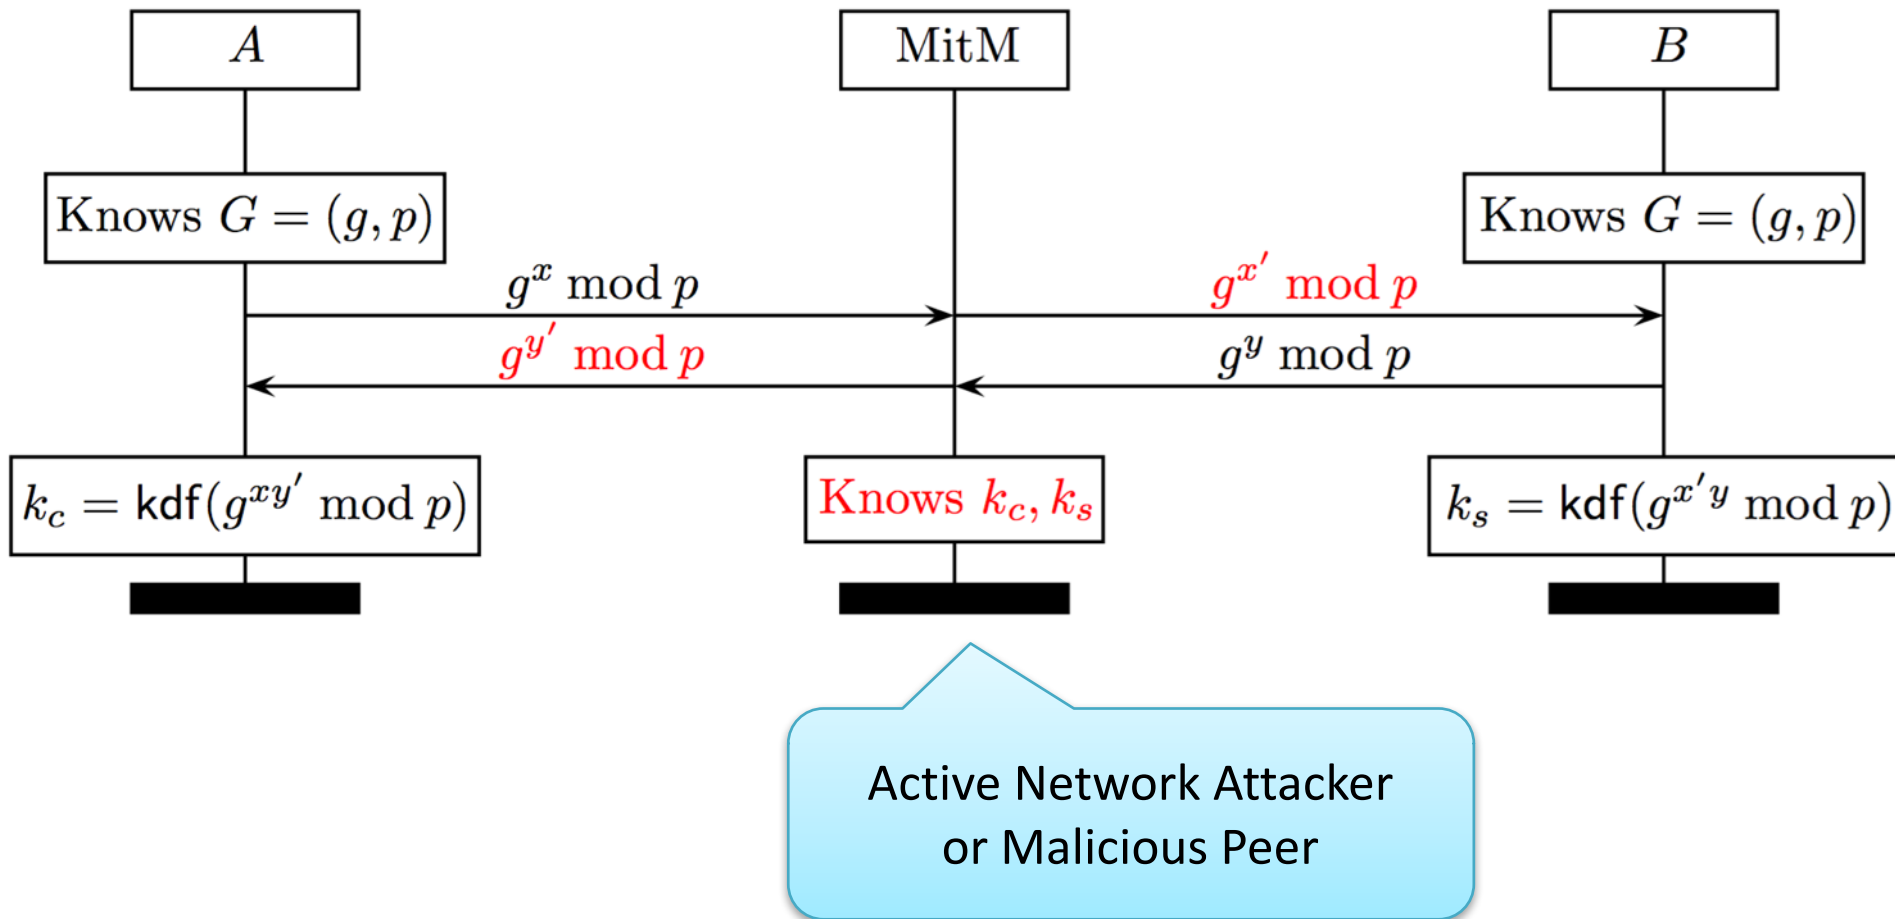 A
MitM
B
Knows G = (g, p)
Knows G = (g, p)
g^x mod p
g^{x'} mod p
g^{y'} mod p
g^y mod p
k_c = kdf(g^{xy'} mod p)
Knows k_c, k_s
k_s = kdf(g^{x'y} mod p)
Active Network Attacker
or Malicious Peer